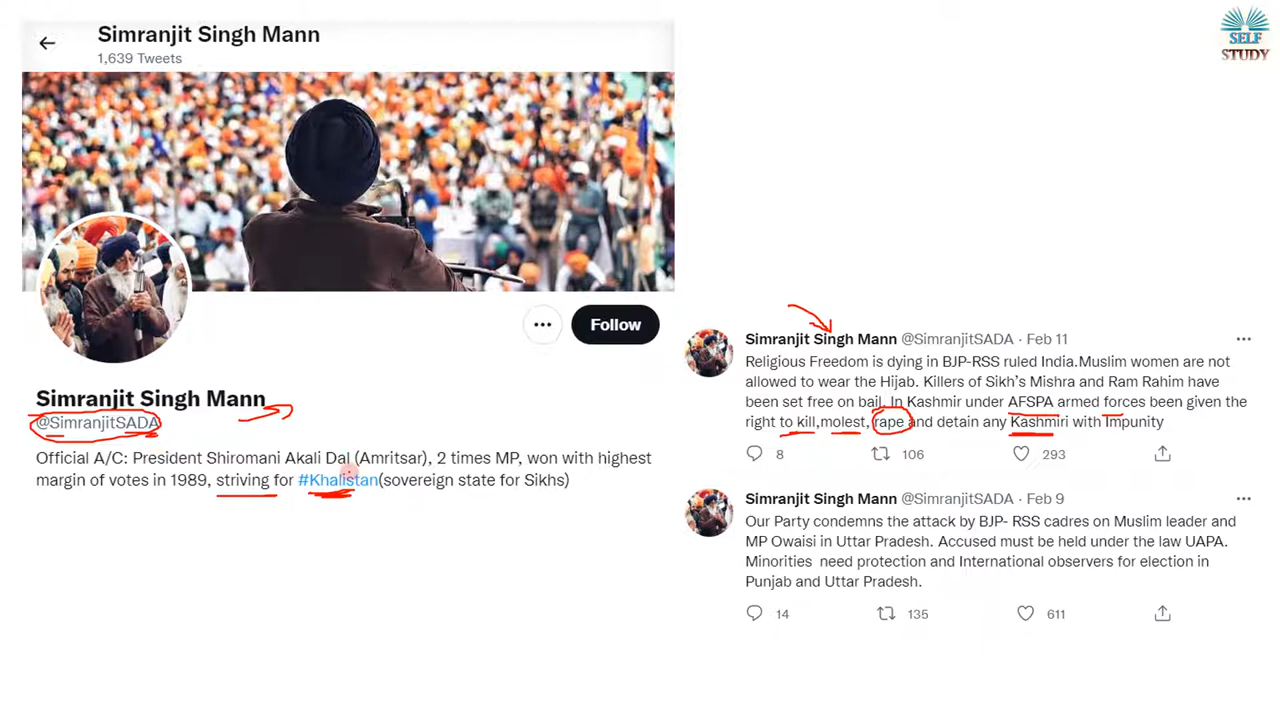 Simranjit Singh Mann
1,639 Tweets
SELF
STUDY
Follow
Simranjit Singh Mann
@SimranjitSADA
Official A/C: President Shiromani Akali Dal (Amritsar), 2 times MP, won with highest
margin of votes in 1989, striving for #Khalistan(sovereign state for Sikhs)
Simranjit Singh Mann @SimranjitSADA · Feb 11
Religious Freedom is dying in BJP-RSS ruled India.Muslim women are not
allowed to wear the Hijab. Killers of Sikh's Mishra and Ram Rahim have
been set free on bail. In Kashmir under AFSPA armed forces been given the
right to kill,molest, rape and detain any Kashmiri with Impunity
8 106 293
Simranjit Singh Mann @SimranjitSADA · Feb 9
Our Party condemns the attack by BJP- RSS cadres on Muslim leader and
MP Owaisi in Uttar Pradesh. Accused must be held under the law UAPA.
Minorities need protection and International observers for election in
Punjab and Uttar Pradesh.
14 135 611